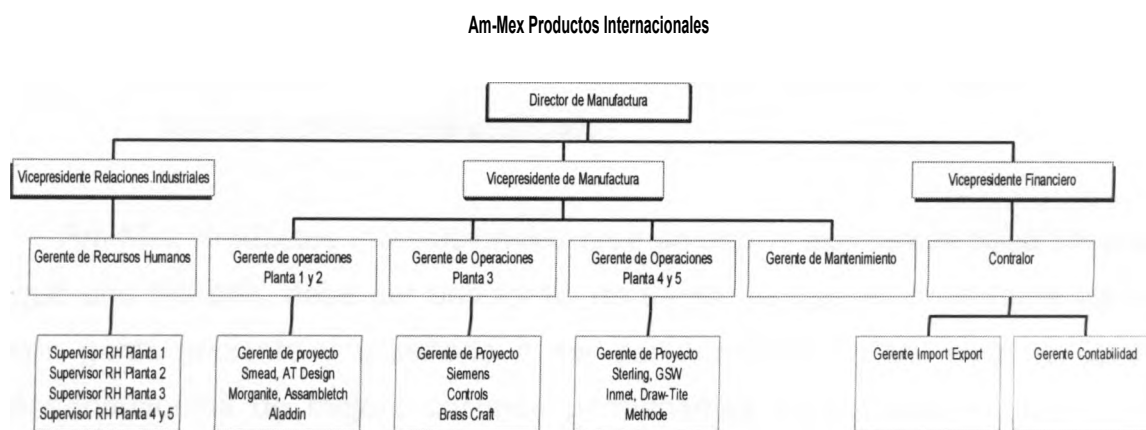 Am-Mex Productos Internacionales
Director de Manufactura
Vicepresidente Relaciones Industriales
Vicepresidente de Manufactura
Vicepresidente Financiero
Gerente de Recursos Humanos
Gerente de operaciones
Planta 1 y 2
Gerente de Operaciones
Planta 3
Gerente de Operaciones
Planta 4 y 5
Gerente de Mantenimiento
Contralor
Supervisor RH Planta 1
Supervisor RH Planta 2
Supervisor RH Planta 3
Supervisor RH Planta 4 y 5
Gerente de proyecto
Smead, AT Design
Morganite, Assambletch
Aladdin
Gerente de Proyecto
Siemens
Controls
Brass Craft
Gerente de Proyecto
Sterling, GSW
Inmet, Draw-Tite
Methode
Gerente Import Export
Gerente Contabilidad